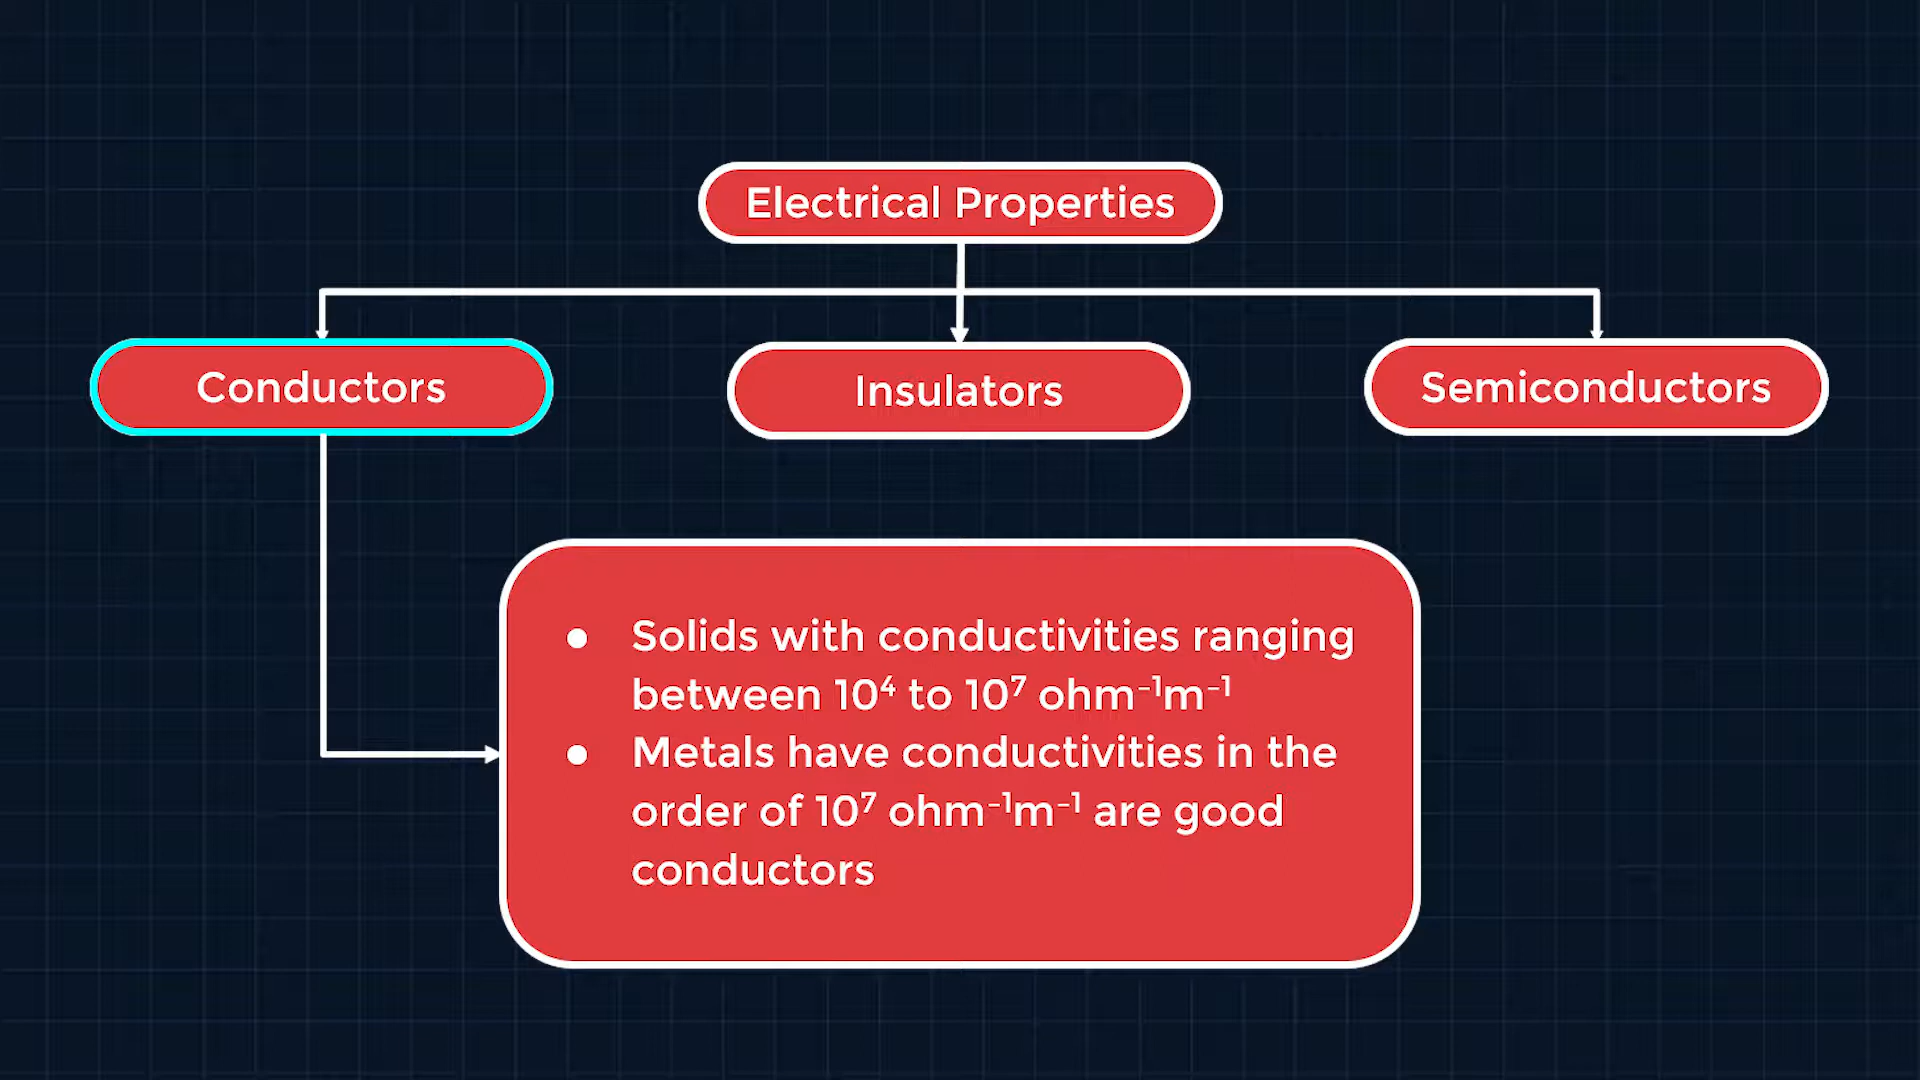 Electrical Properties
Conductors
Insulators
Semiconductors
● Solids with conductivities ranging
between 10⁴ to 10⁷ ohm⁻¹m⁻¹
● Metals have conductivities in the
order of 10⁷ ohm⁻¹m⁻¹ are good
conductors